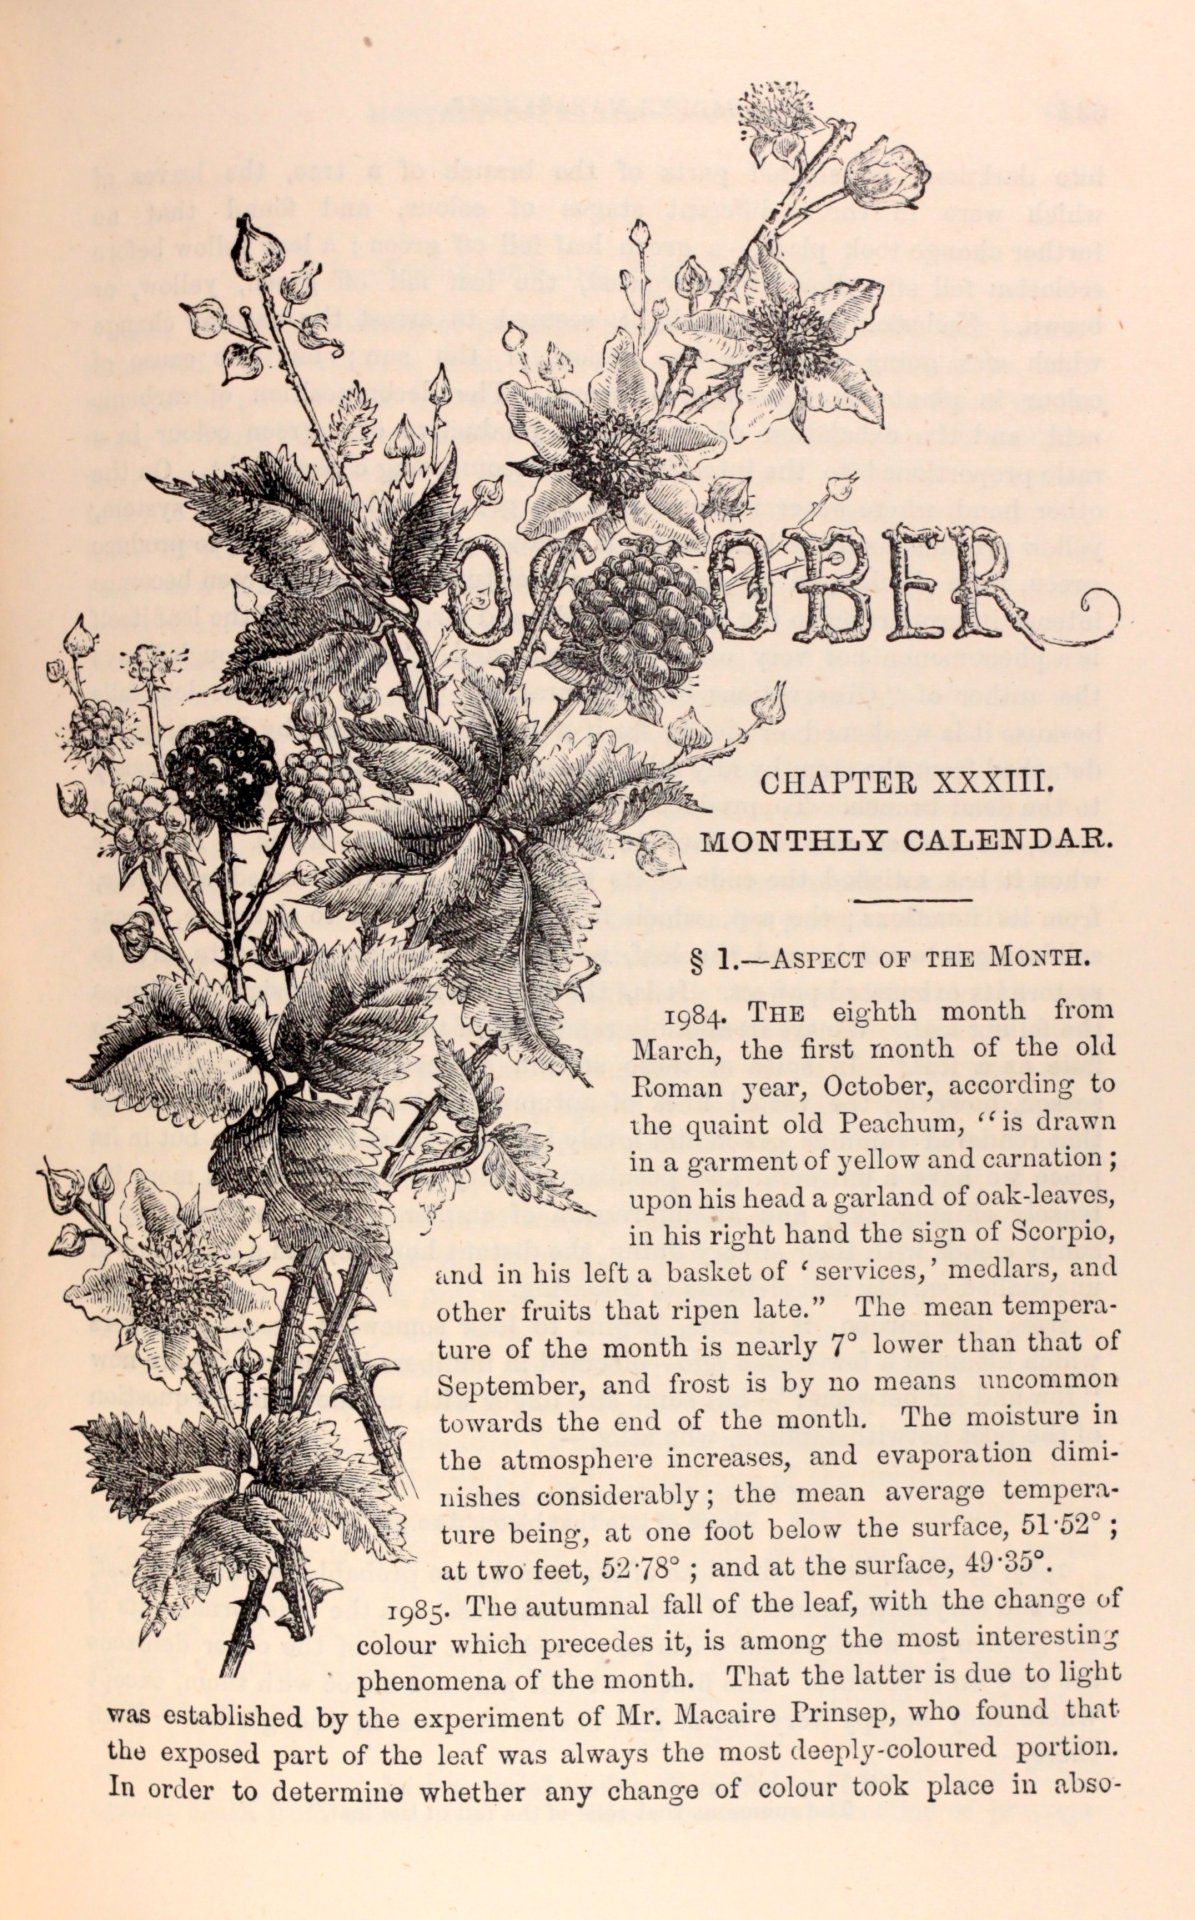 OCTOBER
CHAPTER XXXIII.
MONTHLY CALENDAR.
§ 1.—ASPECT OF THE MONTH.
1984. THE eighth month from
March, the first month of the old
Roman year, October, according to
the quaint old Peachum, “is drawn
in a garment of yellow and carnation;
upon his head a garland of oak-leaves,
in his right hand the sign of Scorpio,
and in his left a basket of ‘services,’ medlars, and
other fruits that ripen late.” The mean tempera-
ture of the month is nearly 7° lower than that of
September, and frost is by no means uncommon
towards the end of the month. The moisture in
the atmosphere increases, and evaporation dimi-
nishes considerably; the mean average tempera-
ture being, at one foot below the surface, 51·52°;
at two feet, 52·78°; and at the surface, 49·35°.
1985. The autumnal fall of the leaf, with the change of
colour which precedes it, is among the most interesting
phenomena of the month. That the latter is due to light
was established by the experiment of Mr. Macaire Prinsep, who found that
the exposed part of the leaf was always the most deeply-coloured portion.
In order to determine whether any change of colour took place in abso-